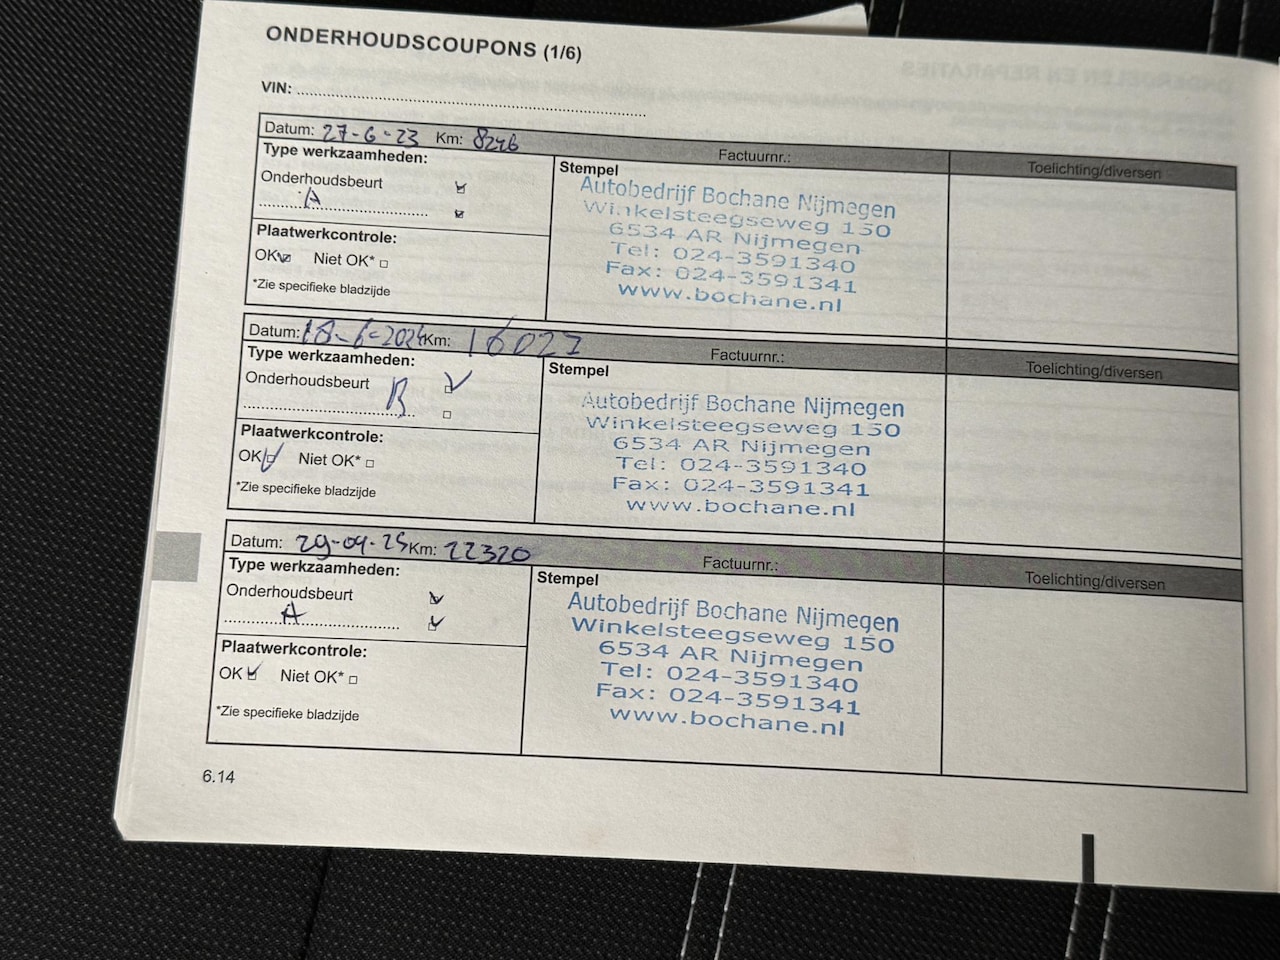 ONDERHOUDSCOUPONS (1/6)
VIN:
Datum: 27-6-23 Km: 8246 Factuurnr.: Toelichting/diversen
Type werkzaamheden:
Onderhoudsbeurt
A
Plaatwerkcontrole:
OK Niet OK*
*Zie specifieke bladzijde
Stempel
Autobedrijf Bochane Nijmegen
Winkelsteegseweg 150
6534 AR Nijmegen
Tel: 024-3591340
Fax: 024-3591341
www.bochane.nl
Datum: 18-6-2024 Km: 16027 Factuurnr.: Toelichting/diversen
Type werkzaamheden:
Onderhoudsbeurt B
Plaatwerkcontrole:
OK Niet OK*
*Zie specifieke bladzijde
Stempel
Autobedrijf Bochane Nijmegen
Winkelsteegseweg 150
6534 AR Nijmegen
Tel: 024-3591340
Fax: 024-3591341
www.bochane.nl
Datum: 29-04-25 Km: 22320 Factuurnr.: Toelichting/diversen
Type werkzaamheden:
Onderhoudsbeurt
A
Plaatwerkcontrole:
OK Niet OK*
*Zie specifieke bladzijde
Stempel
Autobedrijf Bochane Nijmegen
Winkelsteegseweg 150
6534 AR Nijmegen
Tel: 024-3591340
Fax: 024-3591341
www.bochane.nl
6.14